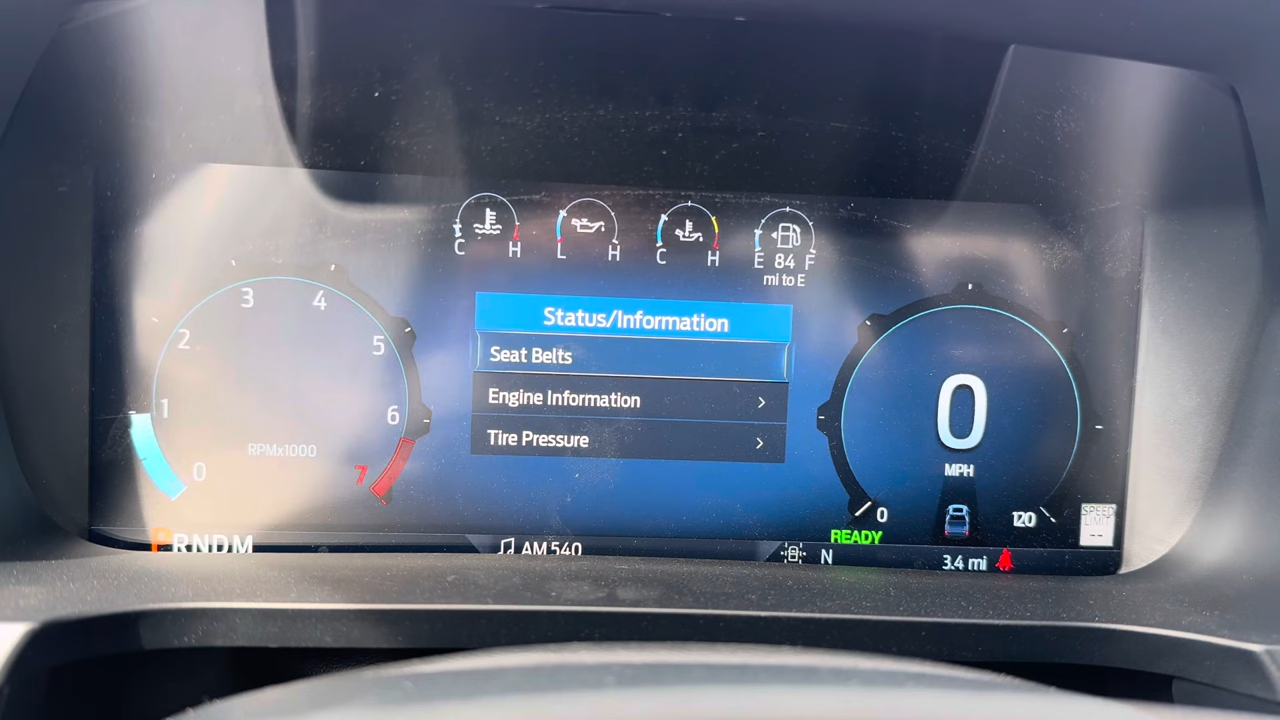 C H
L H
C H
E 84 F
mi to E
Status/Information
Seat Belts
Engine Information
Tire Pressure
0
1
2
3
4
5
6
7
RPMx1000
0
MPH
0
120
SPEED
LIMIT
--
READY
PRNDM
AM 540
N
3.4 mi